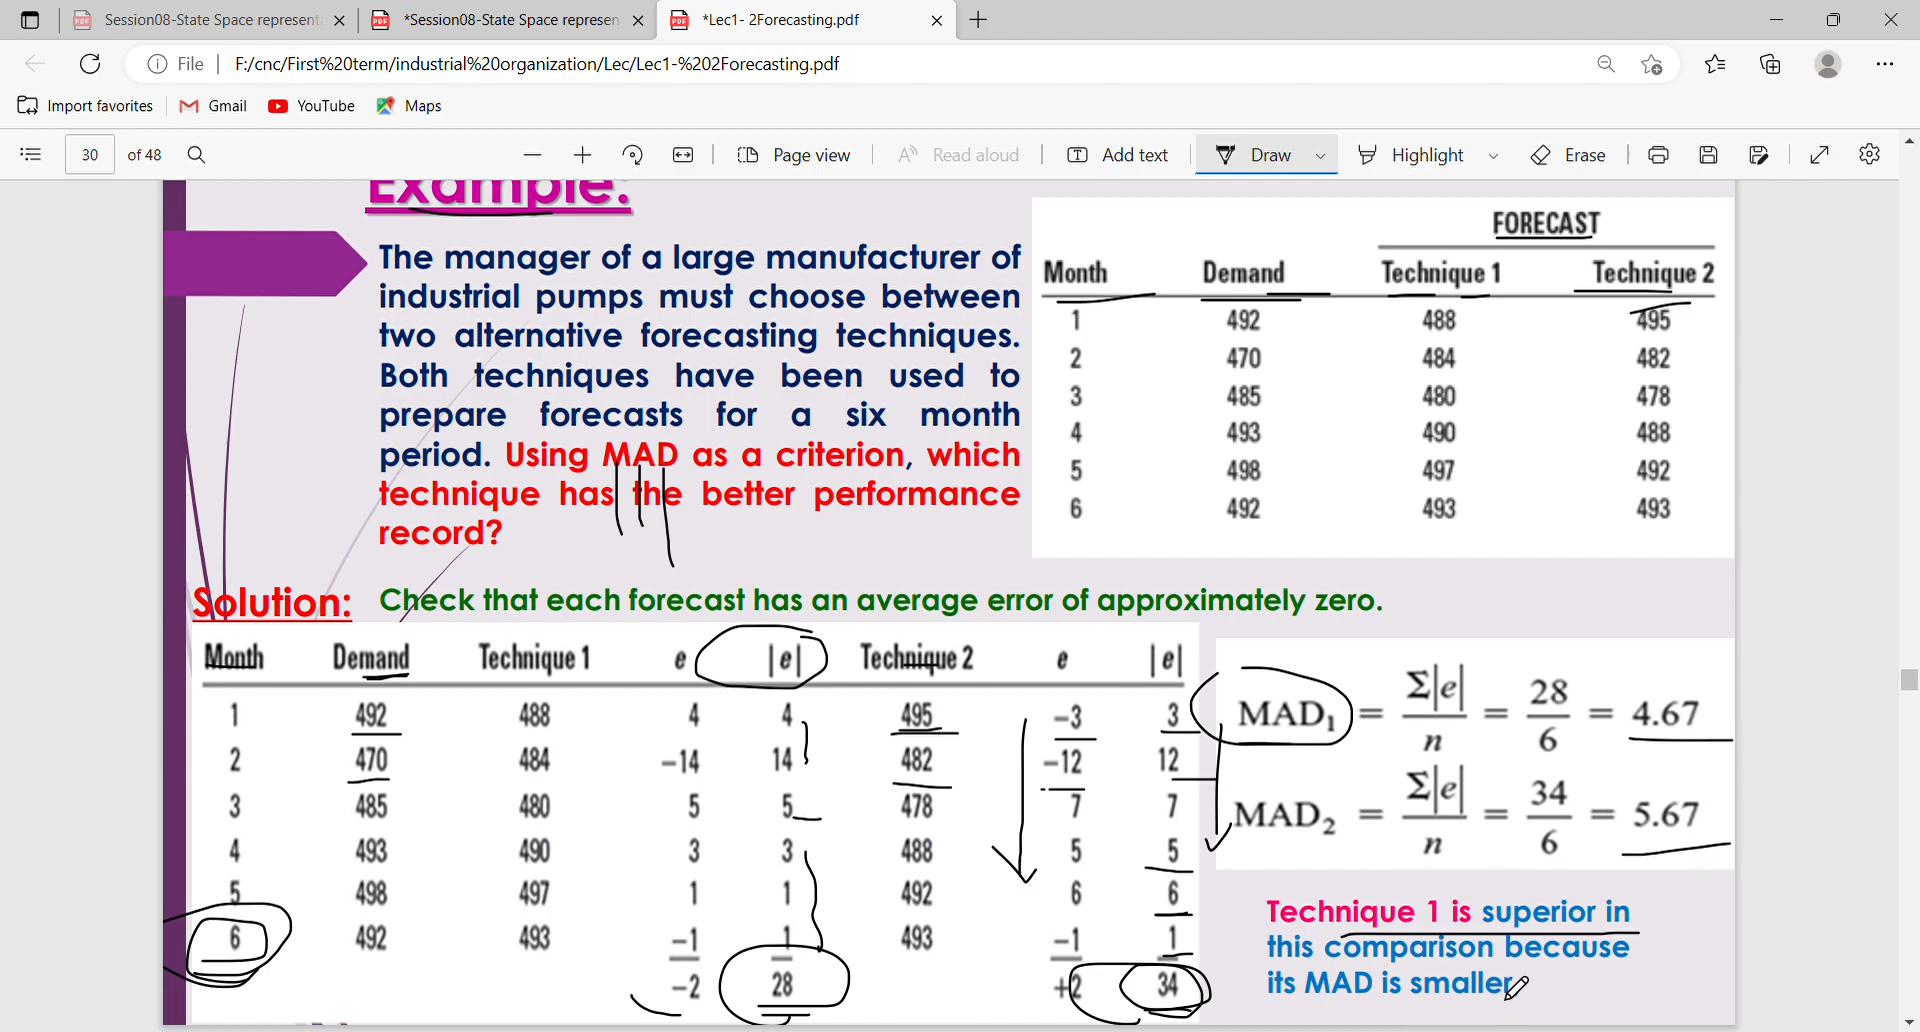 Session08-State Space represent
*Session08-State Space represen
*Lec1- 2Forecasting.pdf
File
F:/cnc/First%20term/industrial%20organization/Lec/Lec1-%202Forecasting.pdf
Import favorites
Gmail
YouTube
Maps
30 of 48
Page view
Read aloud
Add text
Draw
Highlight
Erase
Example:
The manager of a large manufacturer of
industrial pumps must choose between
two alternative forecasting techniques.
Both techniques have been used to
prepare forecasts for a six month
period. Using MAD as a criterion, which
technique has the better performance
record?
FORECAST
Month Demand Technique 1 Technique 2
1 492 488 495
2 470 484 482
3 485 480 478
4 493 490 488
5 498 497 492
6 492 493 493
Solution: Check that each forecast has an average error of approximately zero.
Month Demand Technique 1 e |e| Technique 2 e |e|
1 492 488 4 4 495 −3 3
2 470 484 −14 14 482 −12 12
3 485 480 5 5 478 7 7
4 493 490 3 3 488 5 5
5 498 497 1 1 492 6 6
6 492 493 −1 1 493 −1 1
−2 28 +2 34
MAD₁ = Σ|e| / n = 28 / 6 = 4.67
MAD₂ = Σ|e| / n = 34 / 6 = 5.67
Technique 1 is superior in
this comparison because
its MAD is smaller